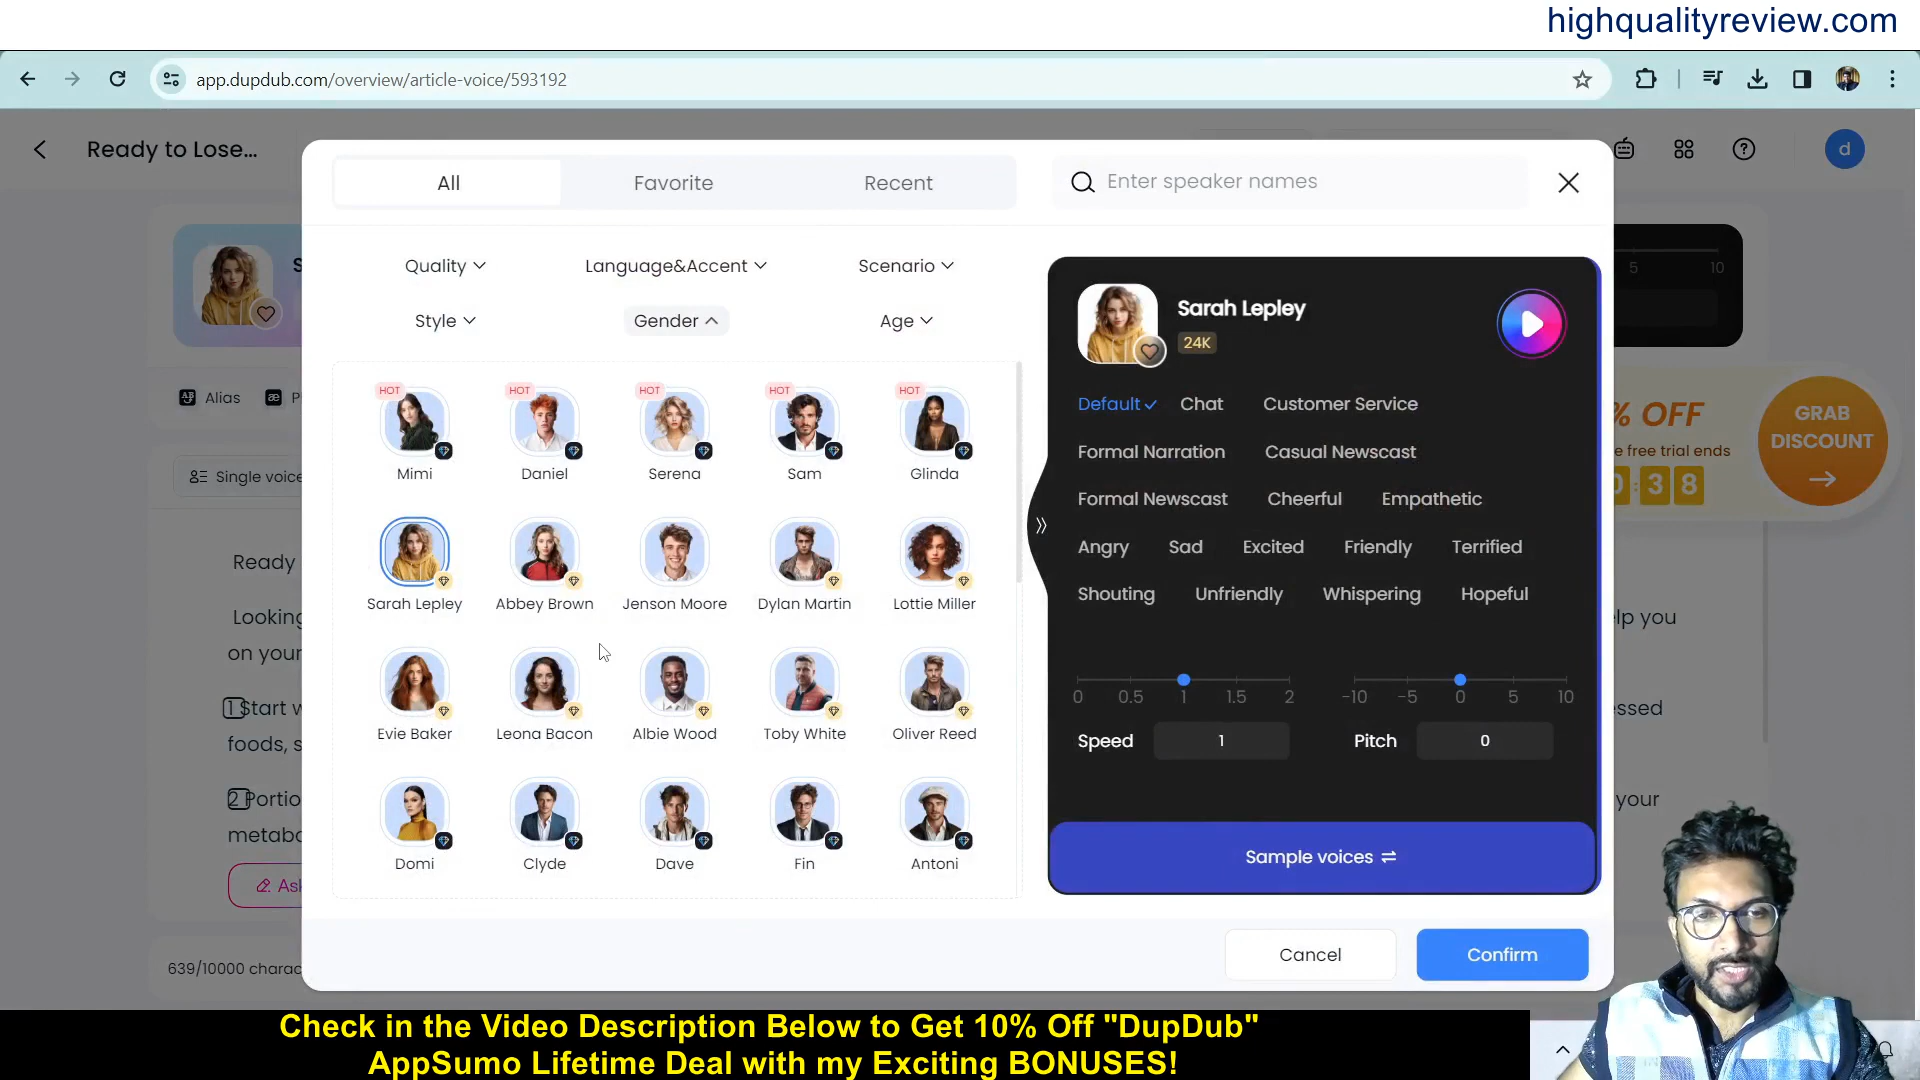 highqualityreview.com
app.dupdub.com/overview/article-voice/593192
Ready to Lose...
d
All
Favorite
Recent
Enter speaker names
Quality
Language&Accent
Scenario
Style
Gender
Age
HOT
HOT
HOT
HOT
HOT
Mimi
Daniel
Serena
Sam
Glinda
Sarah Lepley
Abbey Brown
Jenson Moore
Dylan Martin
Lottie Miller
Evie Baker
Leona Bacon
Albie Wood
Toby White
Oliver Reed
Domi
Clyde
Dave
Fin
Antoni
Sarah Lepley
24K
Default
Chat
Customer Service
Formal Narration
Casual Newscast
Formal Newscast
Cheerful
Empathetic
Angry
Sad
Excited
Friendly
Terrified
Shouting
Unfriendly
Whispering
Hopeful
0 0.5 1 1.5 2
-10 -5 0 5 10
Speed
1
Pitch
0
Sample voices
Cancel
Confirm
S
Alias
P
Single voice
Ready
Looking
on your
1 Start w
foods, s
2 Portio
metabo
Ask
639/10000 charac
5 10
% OFF
e free trial ends
38
GRAB
DISCOUNT
lp you
essed
your
Check in the Video Description Below to Get 10% Off "DupDub"
AppSumo Lifetime Deal with my Exciting BONUSES!